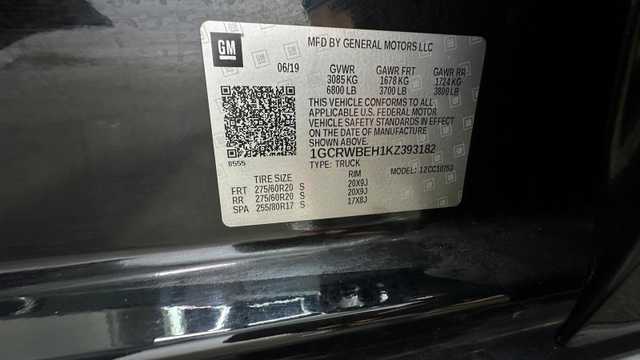 GM
MFD BY GENERAL MOTORS LLC
06/19 GVWR GAWR FRT GAWR RR
3085 KG 1678 KG 1724 KG
6800 LB 3700 LB 3800 LB
THIS VEHICLE CONFORMS TO ALL
APPLICABLE U.S. FEDERAL MOTOR
VEHICLE SAFETY STANDARDS IN EFFECT
ON THE DATE OF MANUFACTURE
SHOWN ABOVE.
1GCRWBEH1KZ393182
8555 TYPE: TRUCK MODEL:
TIRE SIZE RIM
FRT 275/60R20 S 20X9J
RR 275/60R20 S 20X9J
SPA 255/80R17 S 17X8J